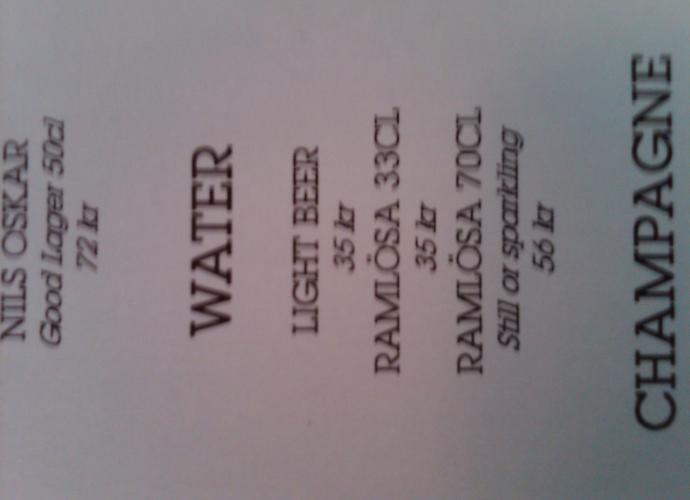 NILS OSKAR
Good Lager 50cl
72 kr
WATER
LIGHT BEER
35 kr
RAMLÖSA 33CL
35 kr
RAMLÖSA 70CL
Still or sparkling
56 kr
CHAMPAGNE